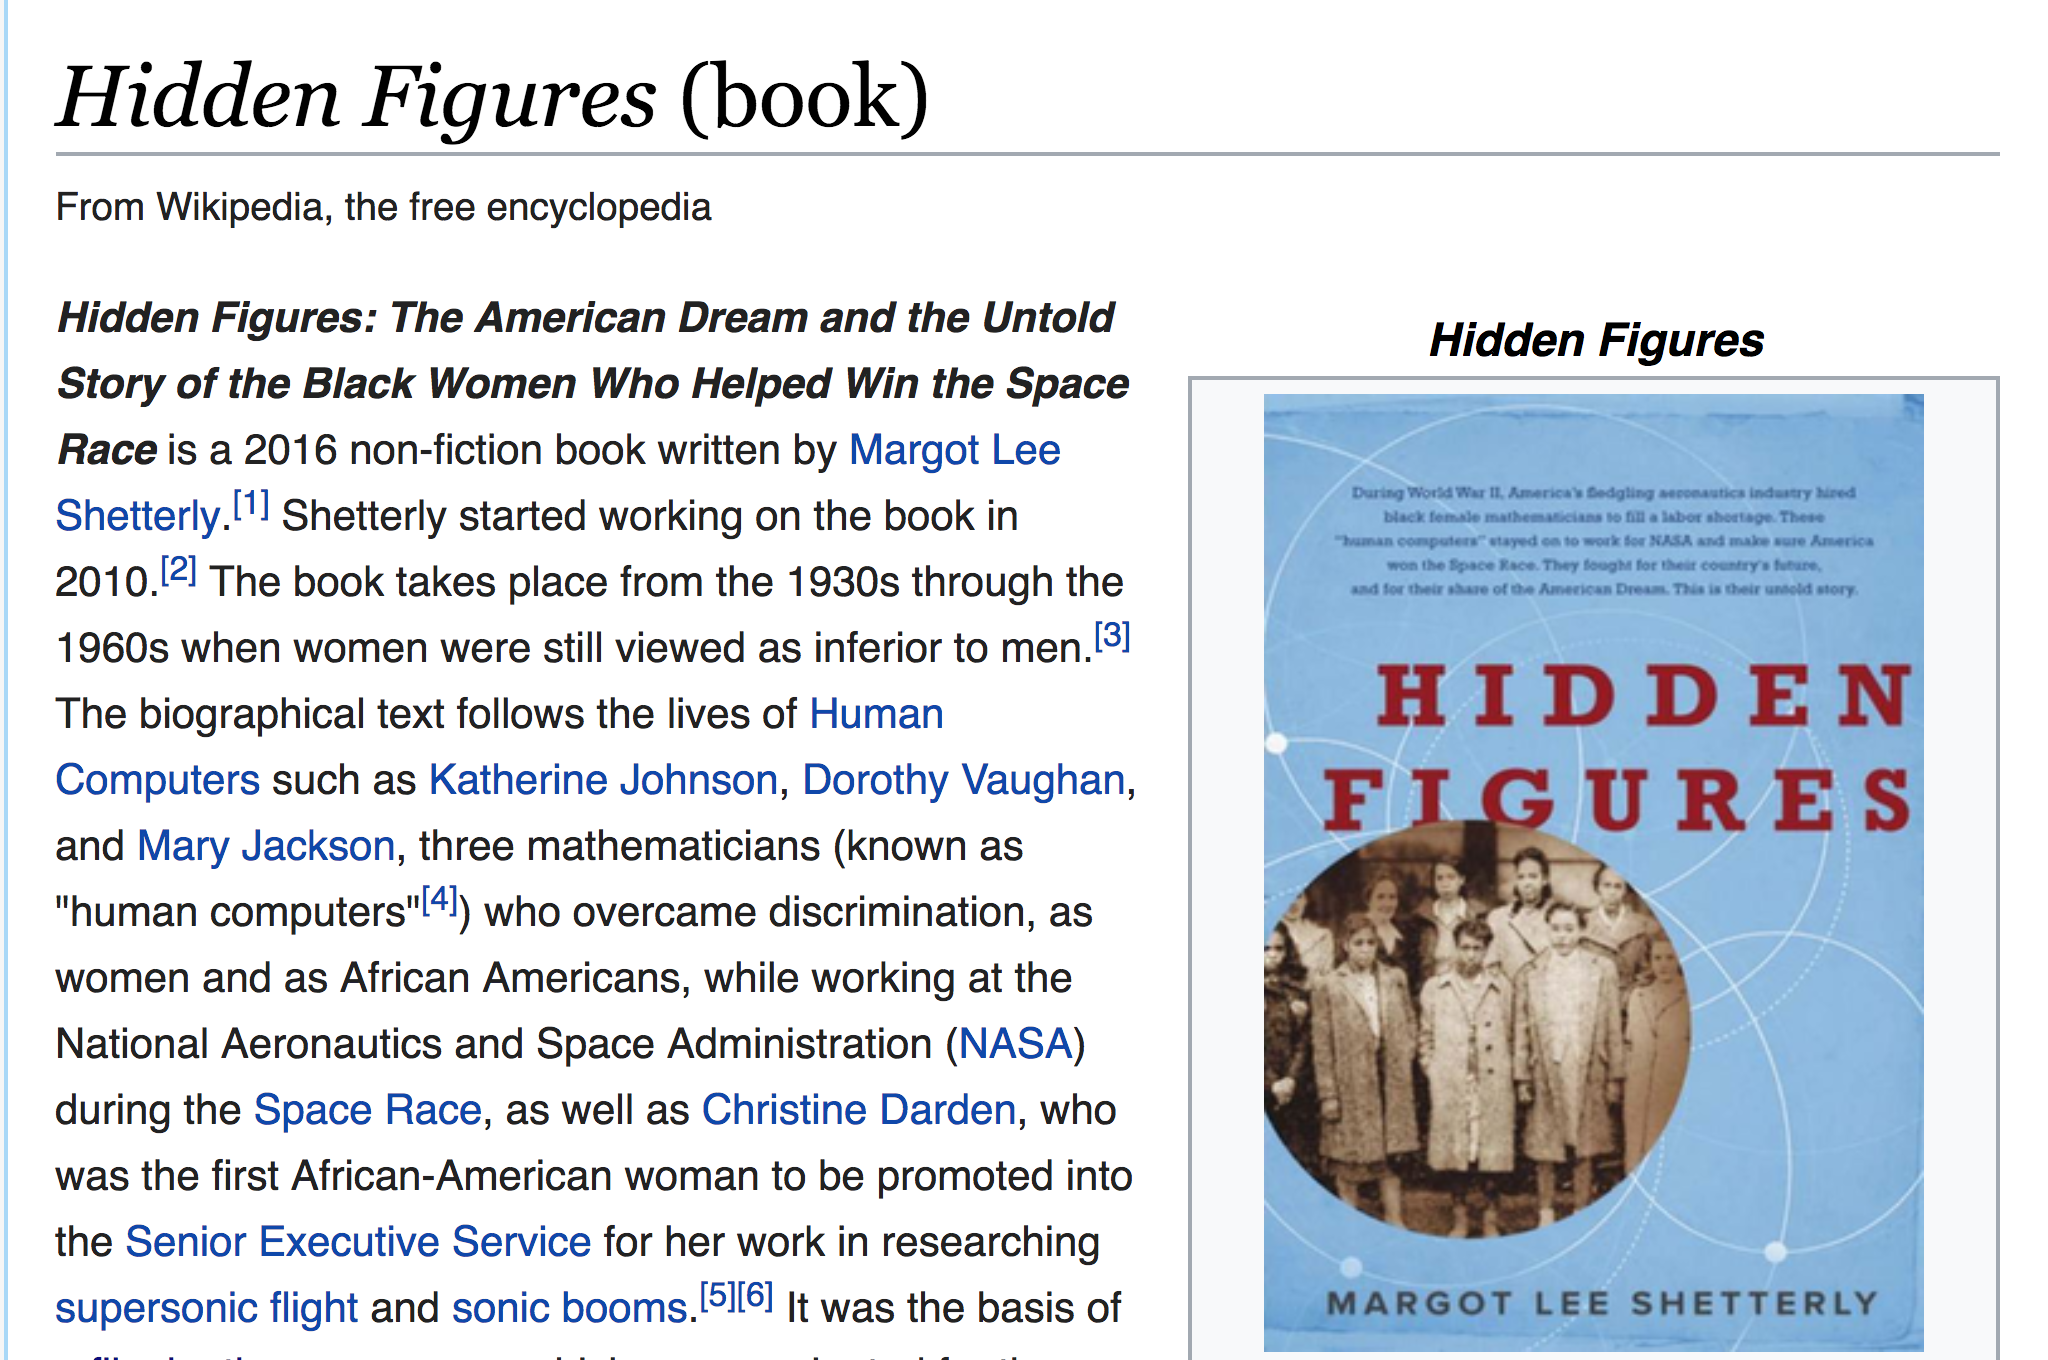 Hidden Figures (book)
From Wikipedia, the free encyclopedia
Hidden Figures: The American Dream and the Untold
Story of the Black Women Who Helped Win the Space
Race is a 2016 non-fiction book written by Margot Lee
Shetterly.[1] Shetterly started working on the book in
2010.[2] The book takes place from the 1930s through the
1960s when women were still viewed as inferior to men.[3]
The biographical text follows the lives of Human
Computers such as Katherine Johnson, Dorothy Vaughan,
and Mary Jackson, three mathematicians (known as
"human computers"[4]) who overcame discrimination, as
women and as African Americans, while working at the
National Aeronautics and Space Administration (NASA)
during the Space Race, as well as Christine Darden, who
was the first African-American woman to be promoted into
the Senior Executive Service for her work in researching
supersonic flight and sonic booms.[5][6] It was the basis of
Hidden Figures
During World War II, America's fledgling aeronautics industry hired
black female mathematicians to fill a labor shortage. These
"human computers" stayed on to work for NASA and make sure America
won the Space Race. They fought for their country's future,
and for their share of the American Dream. This is their untold story.
HIDDEN
FIGURES
MARGOT LEE SHETTERLY